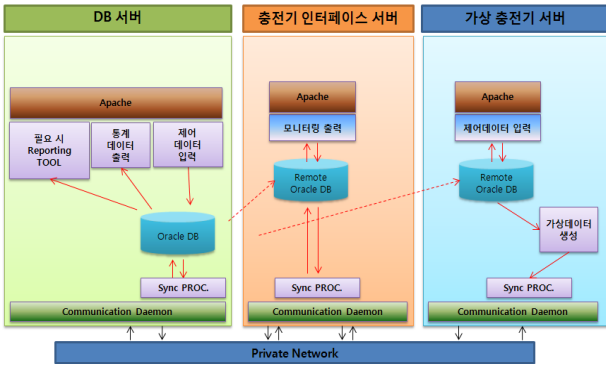 DB 서버
충전기 인터페이스 서버
가상 충전기 서버
Apache
필요 시
Reporting
TOOL
통계
데이터
출력
제어
데이터
입력
Oracle DB
Sync PROC.
Communication Daemon
Apache
모니터링 출력
Remote
Oracle DB
Sync PROC.
Communication Daemon
Apache
제어데이터 입력
Remote
Oracle DB
가상데이터
생성
Sync PROC.
Communication Daemon
Private Network